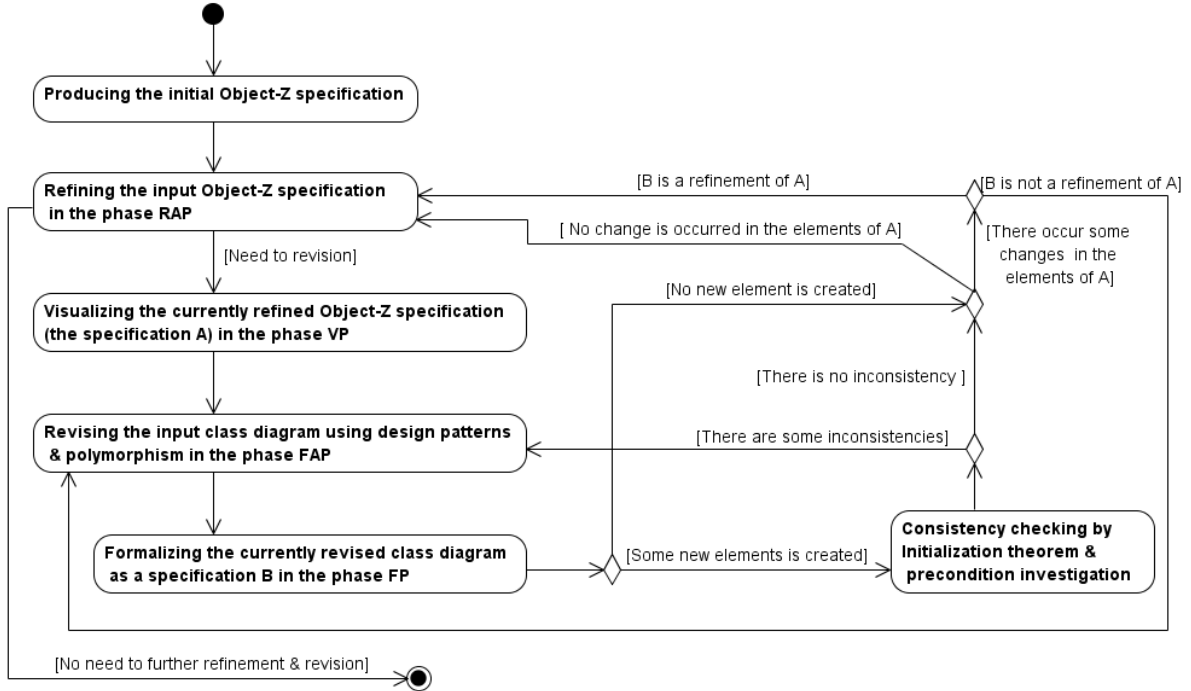 Producing the initial Object-Z specification
Refining the input Object-Z specification
in the phase RAP
[B is a refinement of A]
[B is not a refinement of A]
[ No change is occurred in the elements of A]
[There occur some
changes in the
elements of A]
[Need to revision]
[No new element is created]
Visualizing the currently refined Object-Z specification
(the specification A) in the phase VP
[There is no inconsistency ]
Revising the input class diagram using design patterns
& polymorphism in the phase FAP
[There are some inconsistencies]
Formalizing the currently revised class diagram
as a specification B in the phase FP
[Some new elements is created]
Consistency checking by
Initialization theorem &
precondition investigation
[No need to further refinement & revision]